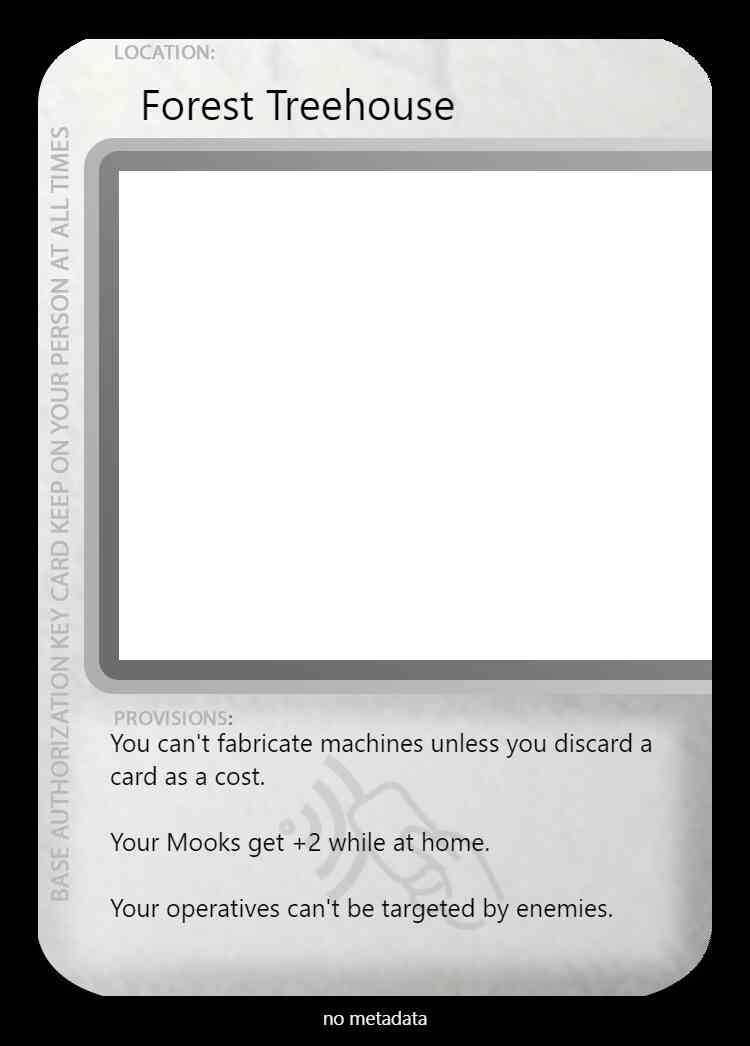 LOCATION:
Forest Treehouse
BASE AUTHORIZATION KEY CARD KEEP ON YOUR PERSON AT ALL TIMES
PROVISIONS:
You can't fabricate machines unless you discard a
card as a cost.
Your Mooks get +2 while at home.
Your operatives can't be targeted by enemies.
no metadata